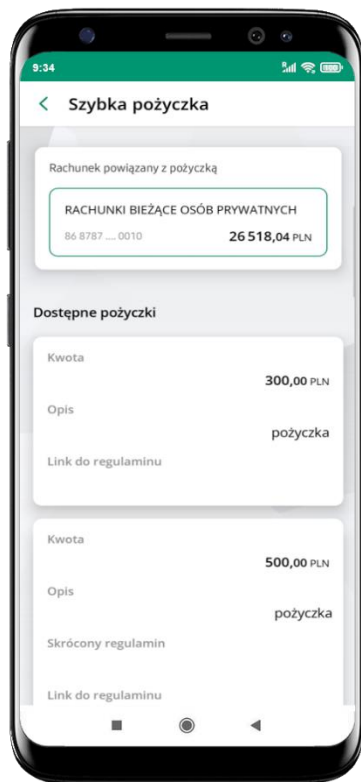 9:34
Szybka pożyczka
Rachunek powiązany z pożyczką
RACHUNKI BIEŻĄCE OSÓB PRYWATNYCH
86 8787 .... 0010 26 518,04 PLN
Dostępne pożyczki
Kwota
300,00 PLN
Opis
pożyczka
Link do regulaminu
Kwota
500,00 PLN
Opis
pożyczka
Skrócony regulamin
Link do regulaminu